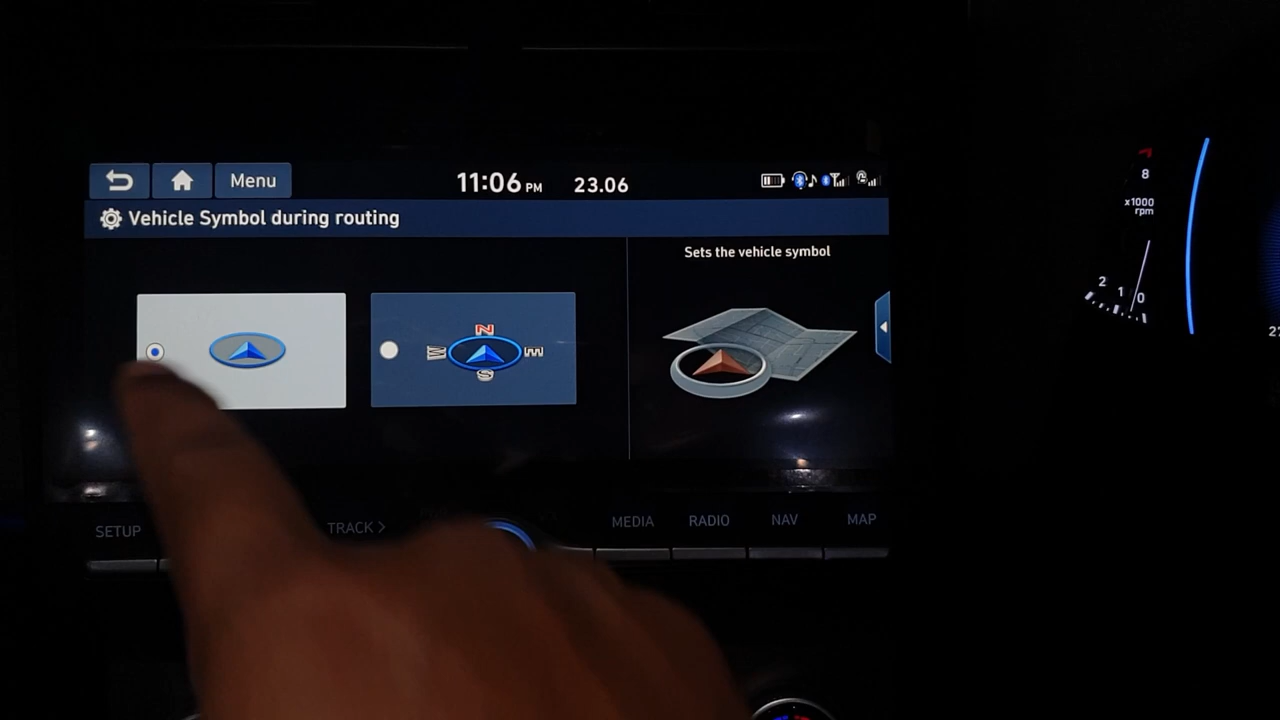 Menu
11:06 PM
23.06
Vehicle Symbol during routing
Sets the vehicle symbol
N
W
E
S
8
x1000
rpm
2
1
0
SETUP
TRACK >
MEDIA
RADIO
NAV
MAP